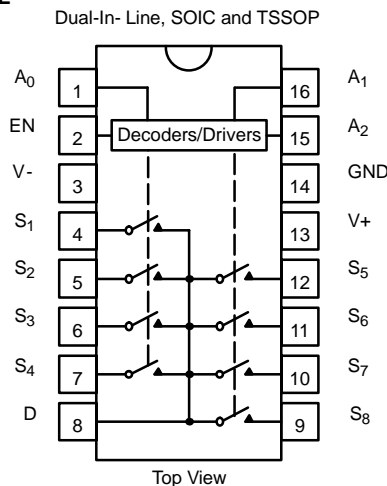 Dual-In- Line, SOIC and TSSOP
A0 1 16 A1
EN 2 Decoders/Drivers 15 A2
V- 3 14 GND
S1 4 13 V+
S2 5 12 S5
S3 6 11 S6
S4 7 10 S7
D 8 9 S8
Top View